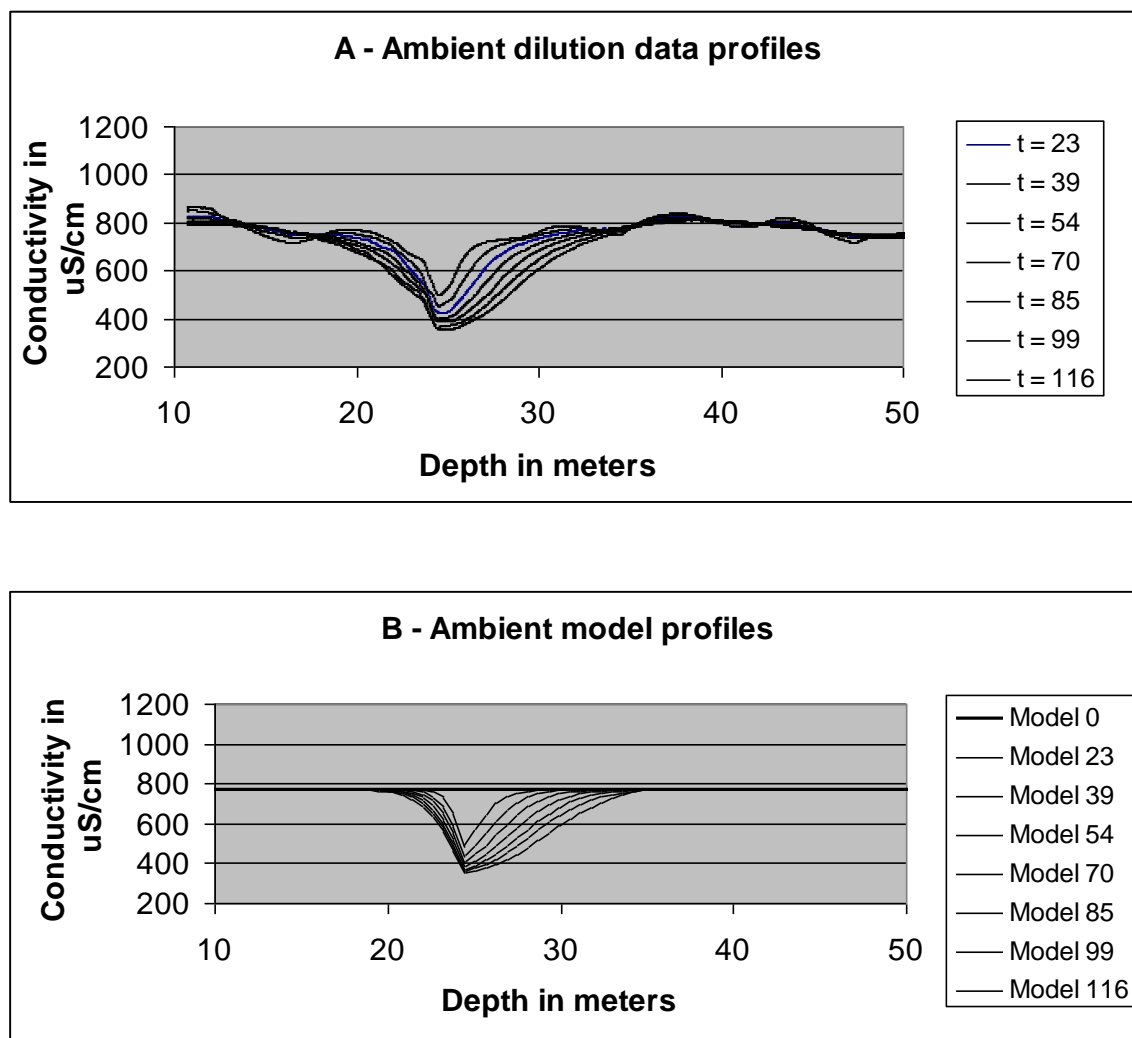 A - Ambient dilution data profiles
1200
1000
800
600
400
200
Conductivity in
uS/cm
10 20 30 40 50
Depth in meters
t = 23
t = 39
t = 54
t = 70
t = 85
t = 99
t = 116
B - Ambient model profiles
1200
1000
800
600
400
200
Conductivity in
uS/cm
10 20 30 40 50
Depth in meters
Model 0
Model 23
Model 39
Model 54
Model 70
Model 85
Model 99
Model 116